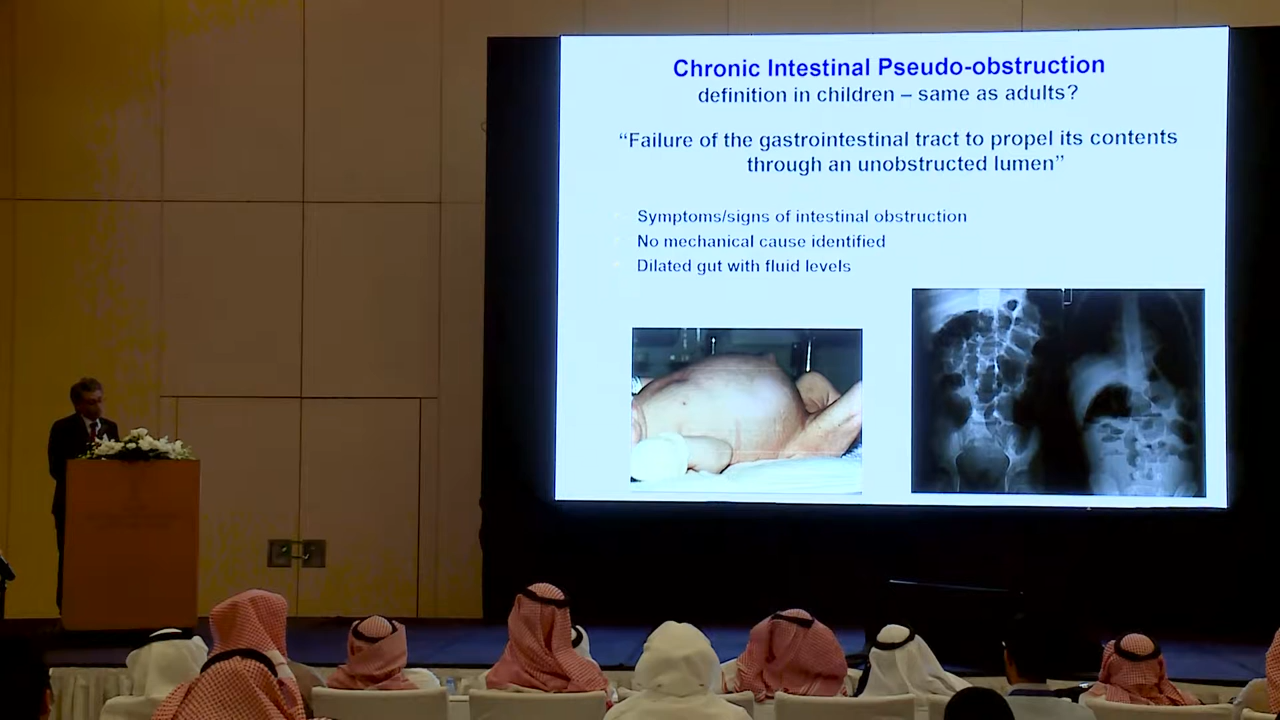 Chronic Intestinal Pseudo-obstruction
definition in children – same as adults?
“Failure of the gastrointestinal tract to propel its contents
through an unobstructed lumen”
Symptoms/signs of intestinal obstruction
No mechanical cause identified
Dilated gut with fluid levels